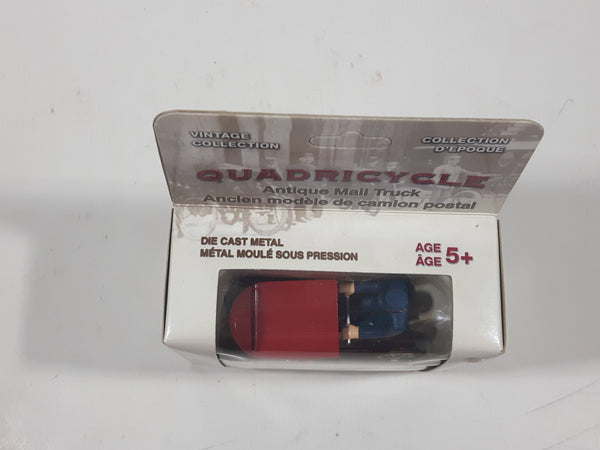 VINTAGE
COLLECTION
COLLECTION
D'ÉPOQUE
QUADRICYCLE
Antique Mail Truck
Ancien modèle de camion postal
DIE CAST METAL
MÉTAL MOULÉ SOUS PRESSION
AGE 5+
ÂGE